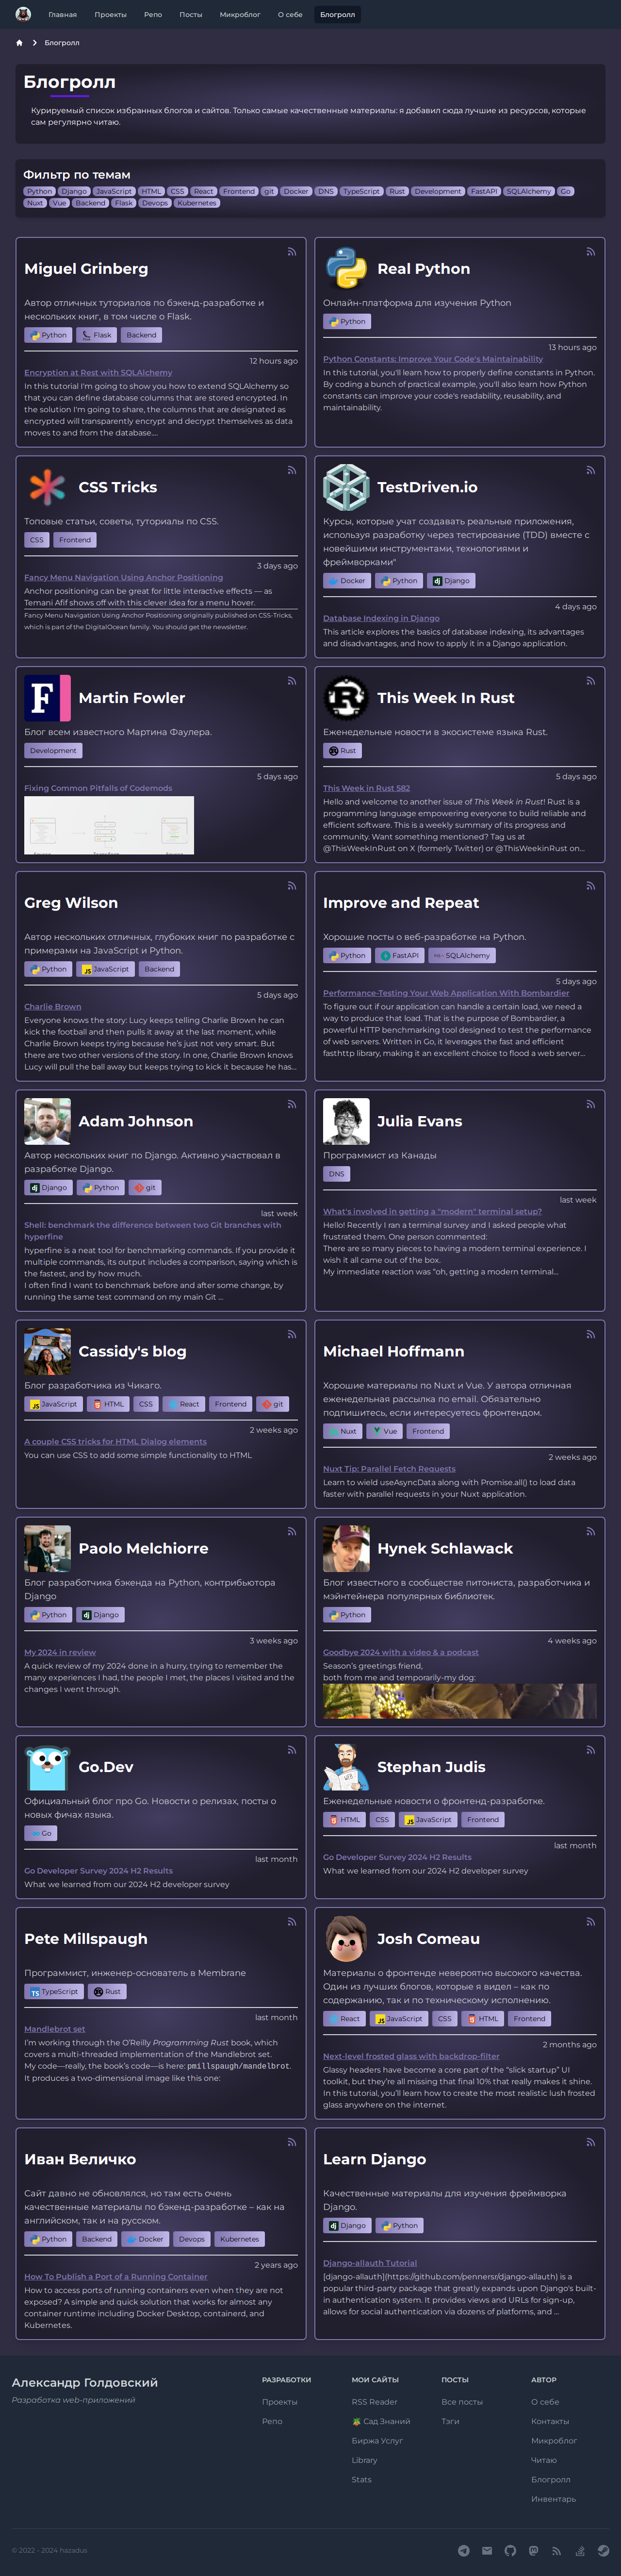 Главная Проекты Репо Посты Микроблог О себе Блогролл
Блогролл
Блогролл
Курируемый список избранных блогов и сайтов. Только самые качественные материалы: я добавил сюда лучшие из ресурсов, которые
сам регулярно читаю.
Фильтр по темам
Python Django JavaScript HTML CSS React Frontend git Docker DNS TypeScript Rust Development FastAPI SQLAlchemy Go
Nuxt Vue Backend Flask Devops Kubernetes
Miguel Grinberg
Автор отличных туториалов по бэкенд-разработке и
нескольких книг, в том числе о Flask.
Python Flask Backend
12 hours ago
Encryption at Rest with SQLAlchemy
In this tutorial I'm going to show you how to extend SQLAlchemy so
that you can define database columns that are stored encrypted. In
the solution I'm going to share, the columns that are designated as
encrypted will transparently encrypt and decrypt themselves as data
moves to and from the database....
Real Python
Онлайн-платформа для изучения Python
Python
13 hours ago
Python Constants: Improve Your Code's Maintainability
In this tutorial, you'll learn how to properly define constants in Python.
By coding a bunch of practical example, you'll also learn how Python
constants can improve your code's readability, reusability, and
maintainability.
CSS Tricks
Топовые статьи, советы, туториалы по CSS.
CSS Frontend
3 days ago
Fancy Menu Navigation Using Anchor Positioning
Anchor positioning can be great for little interactive effects — as
Temani Afif shows off with this clever idea for a menu hover.
Fancy Menu Navigation Using Anchor Positioning originally published on CSS-Tricks,
which is part of the DigitalOcean family. You should get the newsletter.
TestDriven.io
Курсы, которые учат создавать реальные приложения,
используя разработку через тестирование (TDD) вместе с
новейшими инструментами, технологиями и
фреймворками"
Docker Python Django
4 days ago
Database Indexing in Django
This article explores the basics of database indexing, its advantages
and disadvantages, and how to apply it in a Django application.
Martin Fowler
Блог всем известного Мартина Фаулера.
Development
5 days ago
Fixing Common Pitfalls of Codemods
This Week In Rust
Еженедельные новости в экосистеме языка Rust.
Rust
5 days ago
This Week in Rust 582
Hello and welcome to another issue of This Week in Rust! Rust is a
programming language empowering everyone to build reliable and
efficient software. This is a weekly summary of its progress and
community. Want something mentioned? Tag us at
@ThisWeekInRust on X (formerly Twitter) or @ThisWeekinRust on...
Greg Wilson
Автор нескольких отличных, глубоких книг по разработке с
примерами на JavaScript и Python.
Python JavaScript Backend
5 days ago
Charlie Brown
Everyone knows the story: Lucy keeps telling Charlie Brown he can
kick the football and then pulls it away at the last moment, while
Charlie Brown keeps trying because he's just not very smart. But
there are two other versions of the story. In one, Charlie Brown knows
Lucy will pull the ball away but keeps trying to kick it because he has...
Improve and Repeat
Хорошие посты о веб-разработке на Python.
Python FastAPI SQLAlchemy
5 days ago
Performance-Testing Your Web Application With Bombardier
To figure out if our application can handle a certain load, we need a
way to produce that load. That is the purpose of Bombardier, a
powerful HTTP benchmarking tool designed to test the performance
of web servers. Written in Go, it leverages the fast and efficient
fasthttp library, making it an excellent choice to flood a web server...
Adam Johnson
Автор нескольких книг по Django. Активно участвовал в
разработке Django.
Django Python git
last week
Shell: benchmark the difference between two Git branches with
hyperfine
hyperfine is a neat tool for benchmarking commands. If you provide it
multiple commands, its output includes a comparison, saying which is
the fastest, and by how much.
I often find I want to benchmark before and after some change, by
running the same test command on my main Git ...
Julia Evans
Программист из Канады
DNS
last week
What's involved in getting a "modern" terminal setup?
Hello! Recently I ran a terminal survey and I asked people what
frustrated them. One person commented:
There are so many pieces to having a modern terminal experience. I
wish it all came out of the box.
My immediate reaction was "oh, getting a modern terminal...
Cassidy's blog
Блог разработчика из Чикаго.
JavaScript HTML CSS React Frontend git
2 weeks ago
A couple CSS tricks for HTML Dialog elements
You can use CSS to add some simple functionality to HTML
Michael Hoffmann
Хорошие материалы по Nuxt и Vue. У автора отличная
еженедельная рассылка по email. Обязательно
подпишитесь, если интересуетесь фронтендом.
Nuxt Vue Frontend
2 weeks ago
Nuxt Tip: Parallel Fetch Requests
Learn to wield useAsyncData along with Promise.all() to load data
faster with parallel requests in your Nuxt application.
Paolo Melchiorre
Блог разработчика бэкенда на Python, контрибьютора
Django
Python Django
3 weeks ago
My 2024 in review
A quick review of my 2024 done in a hurry, trying to remember the
many experiences I had, the people I met, the places I visited and the
changes I went through.
Hynek Schlawack
Блог известного в сообществе питониста, разработчика и
мэйнтейнера популярных библиотек.
Python
4 weeks ago
Goodbye 2024 with a video & a podcast
Season's greetings friend,
both from me and temporarily-my dog:
Go.Dev
Официальный блог про Go. Новости о релизах, посты о
новых фичах языка.
Go
last month
Go Developer Survey 2024 H2 Results
What we learned from our 2024 H2 developer survey
Stephan Judis
Еженедельные новости о фронтенд-разработке.
HTML CSS JavaScript Frontend
last month
Go Developer Survey 2024 H2 Results
What we learned from our 2024 H2 developer survey
Pete Millspaugh
Программист, инженер-основатель в Membrane
TypeScript Rust
last month
Mandlebrot set
I'm working through the O'Reilly Programming Rust book, which
covers a multi-threaded implementation of the Mandlebrot set.
My code—really, the book's code—is here: pmillspaugh/mandelbrot.
It produces a two-dimensional image like this one:
Josh Comeau
Материалы о фронтенде невероятно высокого качества.
Один из лучших блогов, которые я видел – как по
содержанию, так и по техническому исполнению.
React JavaScript CSS HTML Frontend
2 months ago
Next-level frosted glass with backdrop-filter
Glassy headers have become a core part of the "slick startup" UI
toolkit, but they're all missing that final 10% that really makes it shine.
In this tutorial, you'll learn how to create the most realistic lush frosted
glass anywhere on the internet.
Иван Величко
Сайт давно не обновлялся, но там есть очень
качественные материалы по бэкенд-разработке – как на
английском, так и на русском.
Python Backend Docker Devops Kubernetes
2 years ago
How To Publish a Port of a Running Container
How to access ports of running containers even when they are not
exposed? A simple and quick solution that works for almost any
container runtime including Docker Desktop, containerd, and
Kubernetes.
Learn Django
Качественные материалы для изучения фреймворка
Django.
Django Python
Django-allauth Tutorial
[django-allauth](https://github.com/pennersr/django-allauth) is a
popular third-party package that greatly expands upon Django's built-
in authentication system. It provides views and URLs for sign-up,
allows for social authentication via dozens of platforms, and ...
Александр Голдовский
Разработка web-приложений
РАЗРАБОТКИ
Проекты
Репо
МОИ САЙТЫ
RSS Reader
Сад Знаний
Биржа Услуг
Library
Stats
ПОСТЫ
Все посты
Тэги
АВТОР
О себе
Контакты
Микроблог
Читаю
Блогролл
Инвентарь
© 2022 - 2024 hazadus